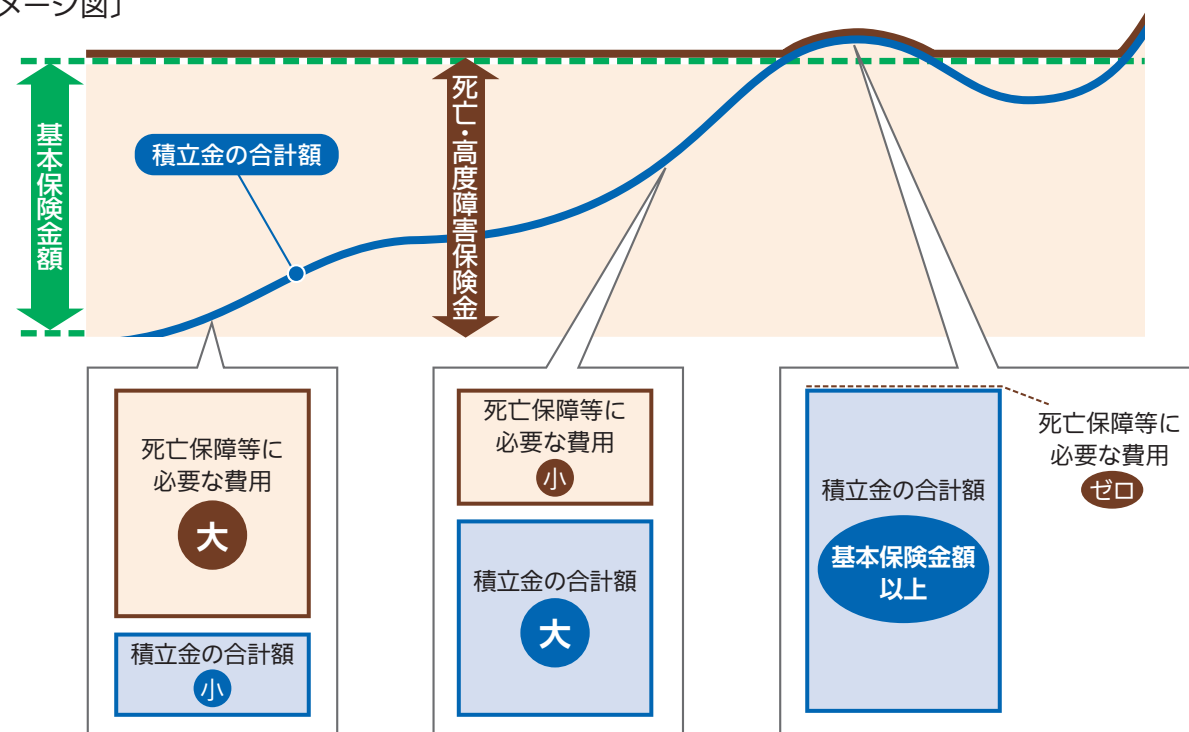 メージ図〕
基本保険金額
積立金の合計額
死亡・高度障害保険金
死亡保障等に
必要な費用
大
積立金の合計額
小
死亡保障等に
必要な費用
小
積立金の合計額
大
積立金の合計額
基本保険金額
以上
死亡保障等に
必要な費用
ゼロ